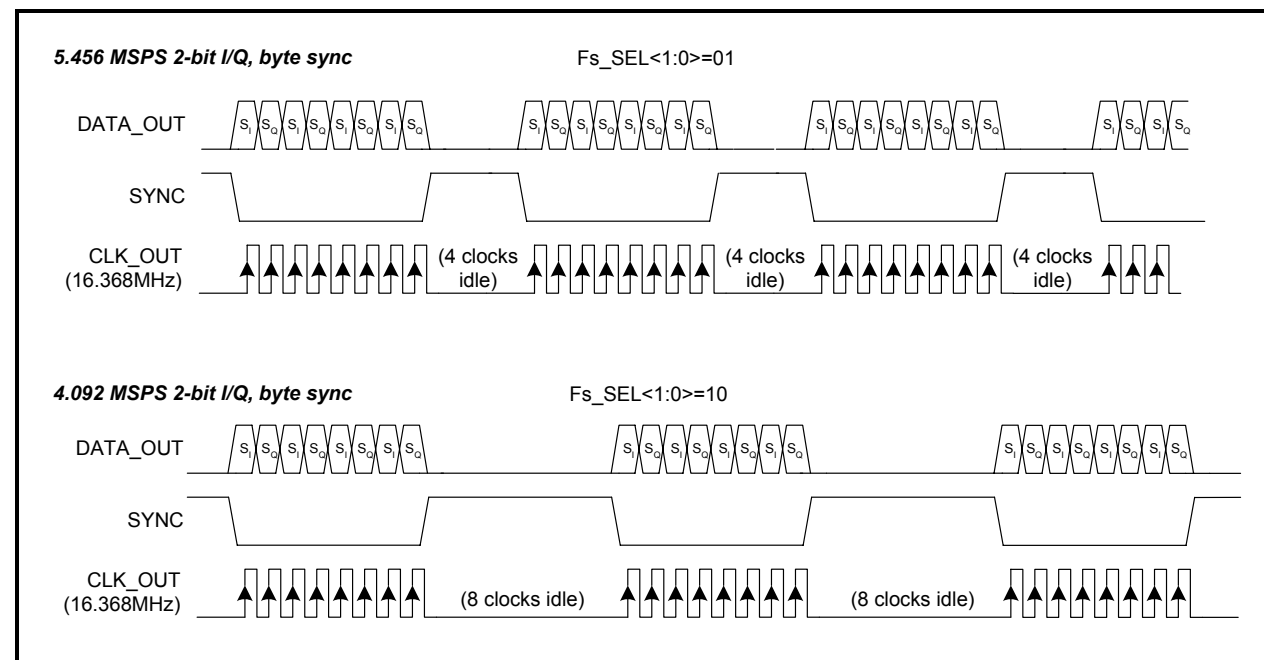 5.456 MSPS 2-bit I/Q, byte sync Fs_SEL<1:0>=01
DATA_OUT SI SQ SI SQ SI SQ SI SQ SI SQ SI SQ SI SQ SI SQ SI SQ SI SQ SI SQ SI SQ SI SQ SI SQ
SYNC
CLK_OUT
(16.368MHz)
(4 clocks
idle)
(4 clocks
idle)
(4 clocks
idle)
4.092 MSPS 2-bit I/Q, byte sync Fs_SEL<1:0>=10
DATA_OUT SI SQ SI SQ SI SQ SI SQ SI SQ SI SQ SI SQ SI SQ SI SQ SI SQ SI SQ SI SQ
SYNC
CLK_OUT
(16.368MHz)
(8 clocks idle) (8 clocks idle)